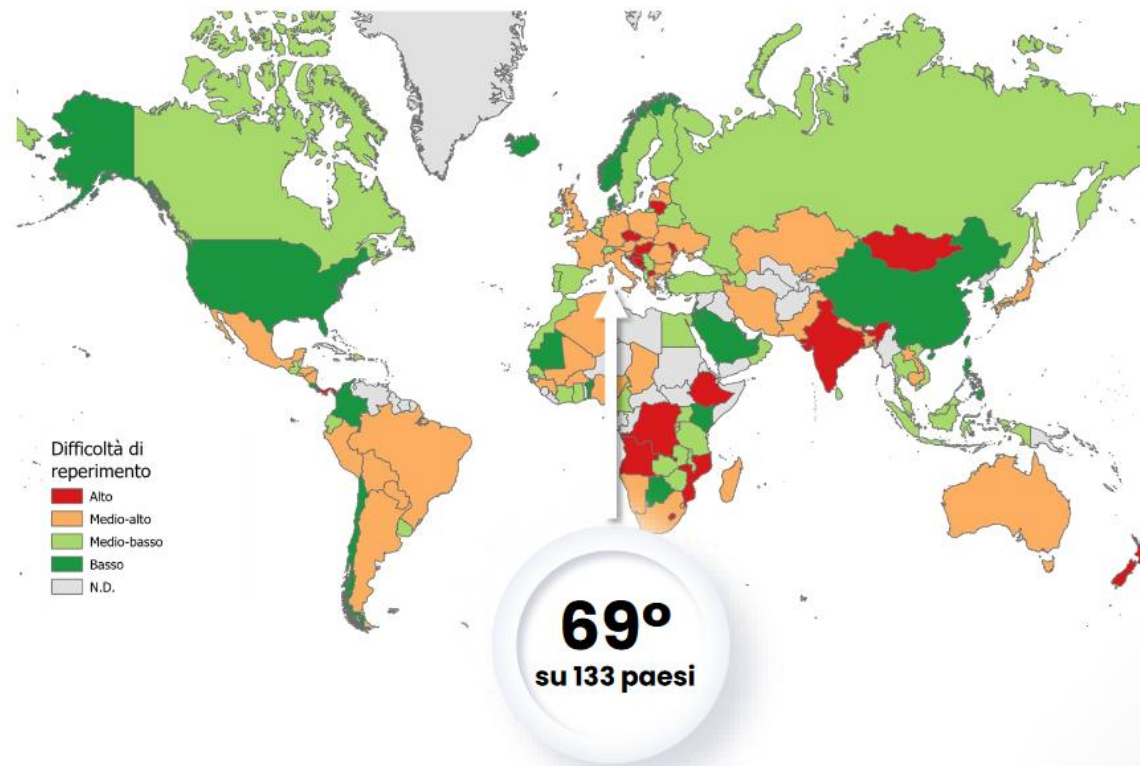 Difficoltà di
reperimento
Alto
Medio-alto
Medio-basso
Basso
N.D.
69º
su 133 paesi